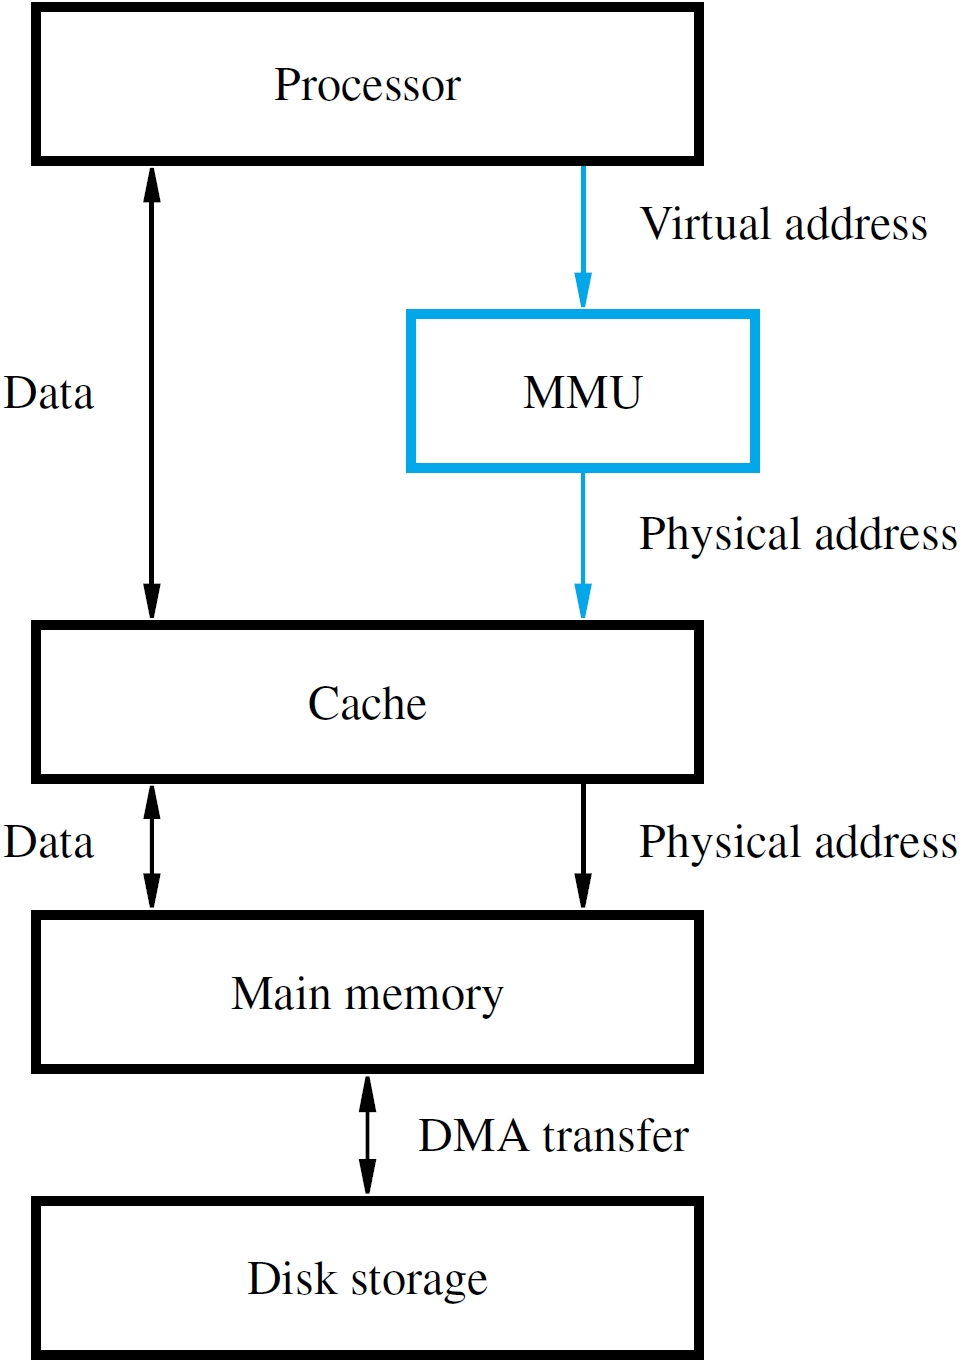 Processor
Virtual address
Data
MMU
Physical address
Cache
Data
Physical address
Main memory
DMA transfer
Disk storage